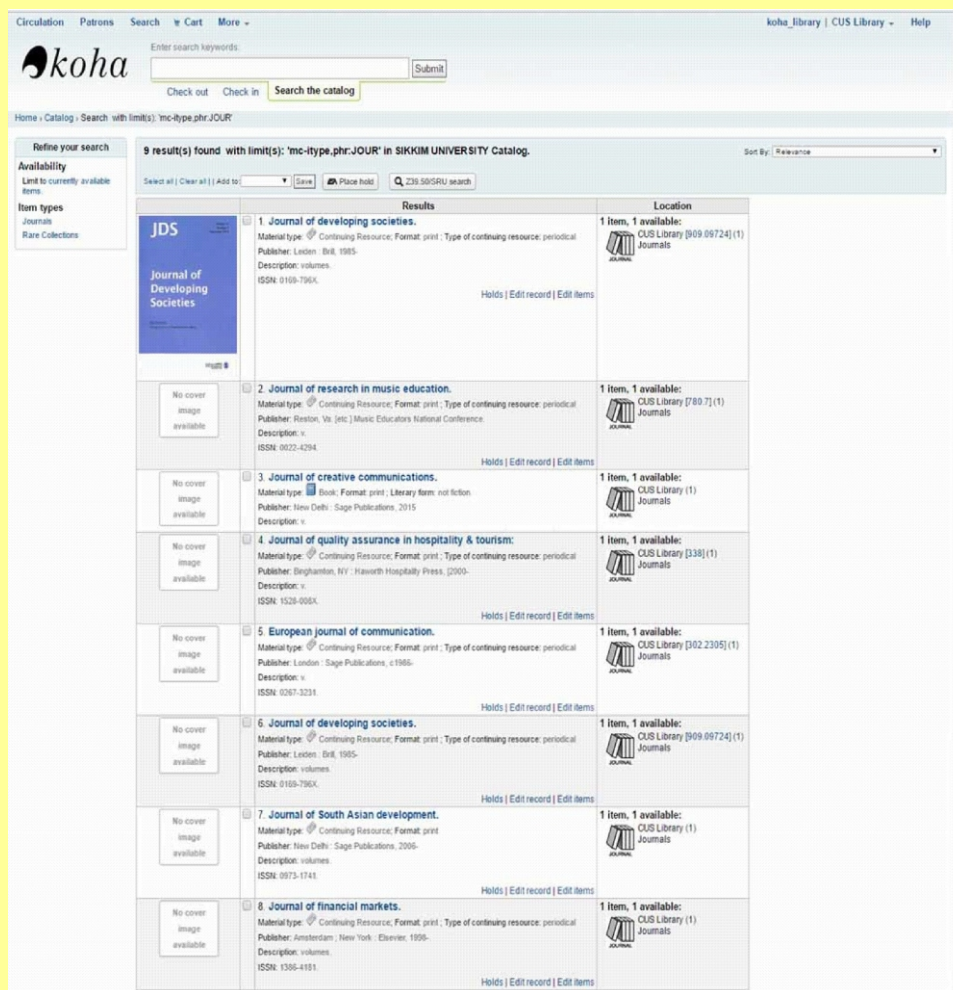 Circulation Patrons Search Cart More
koha_library | CUS Library Help
koha
Enter search keywords:
Submit
Check out Check in Search the catalog
Home › Catalog › Search with limit(s): 'mc-itype,phr:JOUR'
Refine your search
Availability
Limit to currently available
items.
Item types
Journals
Rare Collections
9 result(s) found with limit(s): 'mc-itype,phr:JOUR' in SIKKIM UNIVERSITY Catalog.
Sort By: Relevance
Select all | Clear all | | Add to: Save Place hold Z39.50/SRU search
Results Location
JDS
Journal of
Developing
Societies
1. Journal of developing societies.
Material type: Continuing Resource; Format: print ; Type of continuing resource: periodical
Publisher: Leiden : Brill, 1985-
Description: volumes.
ISSN: 0169-796X.
Holds | Edit record | Edit items
1 item, 1 available:
CUS Library [909.09724] (1)
Journals
JOURNAL
No cover
image
available
2. Journal of research in music education.
Material type: Continuing Resource; Format: print ; Type of continuing resource: periodical
Publisher: Reston, Va. [etc.] Music Educators National Conference.
Description: v.
ISSN: 0022-4294.
Holds | Edit record | Edit items
1 item, 1 available:
CUS Library [780.7] (1)
Journals
JOURNAL
No cover
image
available
3. Journal of creative communications.
Material type: Book; Format: print ; Literary form: not fiction
Publisher: New Delhi : Sage Publications, 2015
Description: v.
1 item, 1 available:
CUS Library (1)
Journals
JOURNAL
No cover
image
available
4. Journal of quality assurance in hospitality & tourism:
Material type: Continuing Resource; Format: print ; Type of continuing resource: periodical
Publisher: Binghamton, NY : Haworth Hospitality Press, [2000-
Description: v.
ISSN: 1528-008X.
Holds | Edit record | Edit items
1 item, 1 available:
CUS Library [338] (1)
Journals
JOURNAL
No cover
image
available
5. European journal of communication.
Material type: Continuing Resource; Format: print ; Type of continuing resource: periodical
Publisher: London : Sage Publications, c1986-
Description: v.
ISSN: 0267-3231.
Holds | Edit record | Edit items
1 item, 1 available:
CUS Library [302.2305] (1)
Journals
JOURNAL
No cover
image
available
6. Journal of developing societies.
Material type: Continuing Resource; Format: print ; Type of continuing resource: periodical
Publisher: Leiden : Brill, 1985-
Description: volumes.
ISSN: 0169-796X.
Holds | Edit record | Edit items
1 item, 1 available:
CUS Library [909.09724] (1)
Journals
JOURNAL
No cover
image
available
7. Journal of South Asian development.
Material type: Continuing Resource; Format: print
Publisher: New Delhi : Sage Publications, 2006-
Description: volumes.
ISSN: 0973-1741.
Holds | Edit record | Edit items
1 item, 1 available:
CUS Library (1)
Journals
JOURNAL
No cover
image
available
8. Journal of financial markets.
Material type: Continuing Resource; Format: print ; Type of continuing resource: periodical
Publisher: Amsterdam ; New York : Elsevier, 1998-
Description: volumes.
ISSN: 1386-4181.
Holds | Edit record | Edit items
1 item, 1 available:
CUS Library (1)
Journals
JOURNAL